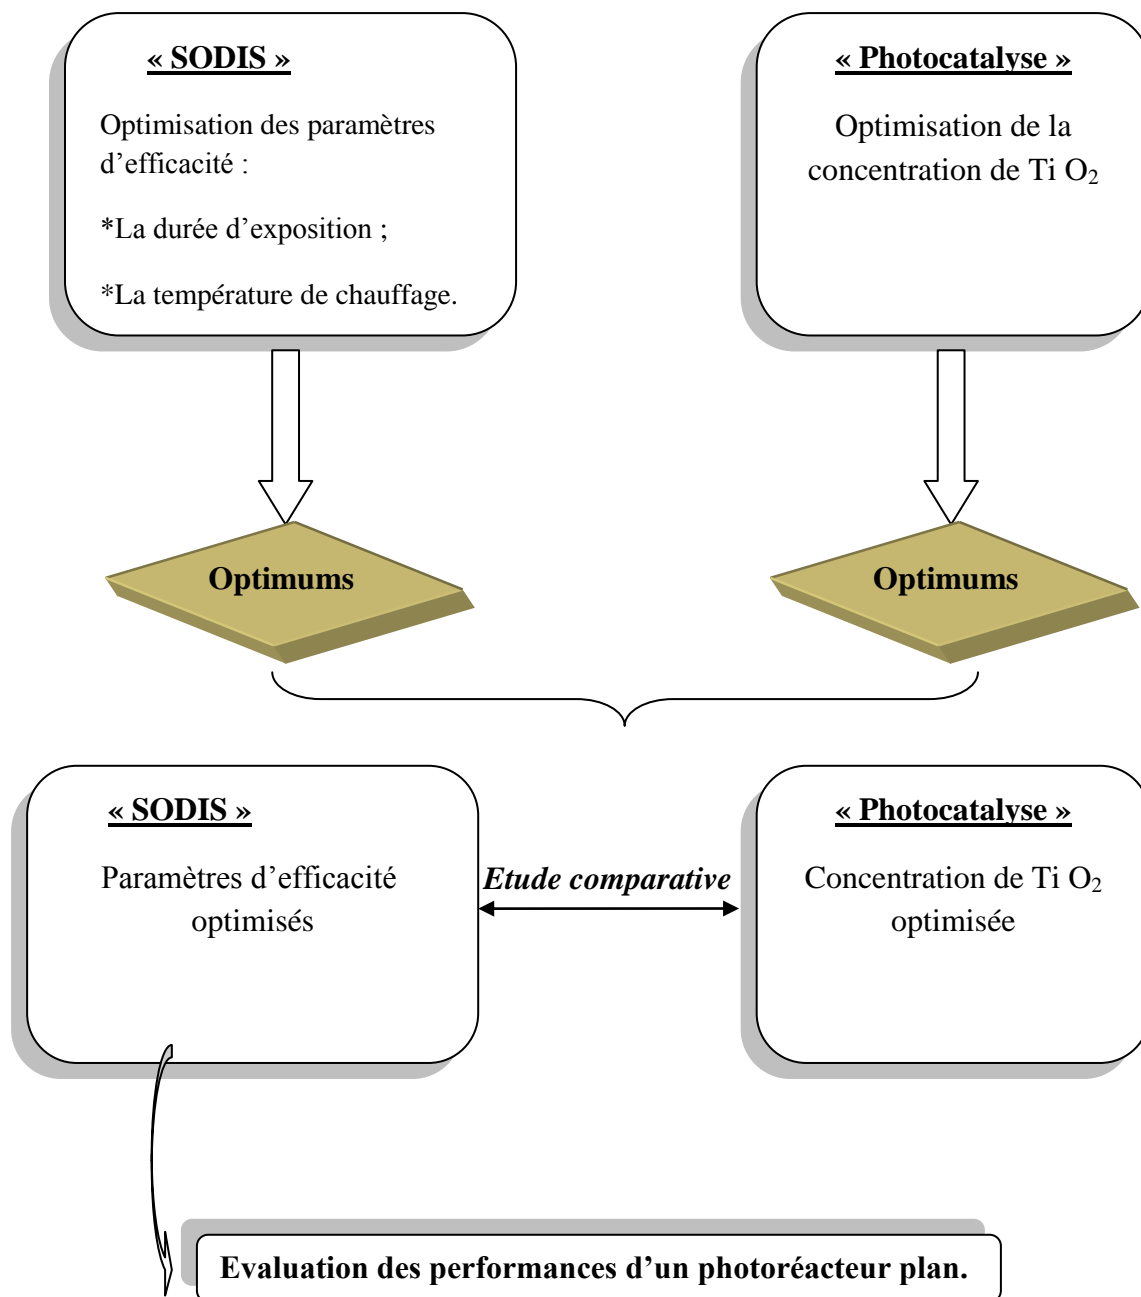 « SODIS »
Optimisation des paramètres
d’efficacité :
*La durée d’exposition ;
*La température de chauffage.
« Photocatalyse »
Optimisation de la
concentration de Ti O₂
Optimums
Optimums
« SODIS »
Paramètres d’efficacité
optimisés
Etude comparative
« Photocatalyse »
Concentration de Ti O₂
optimisée
Evaluation des performances d’un photoréacteur plan.